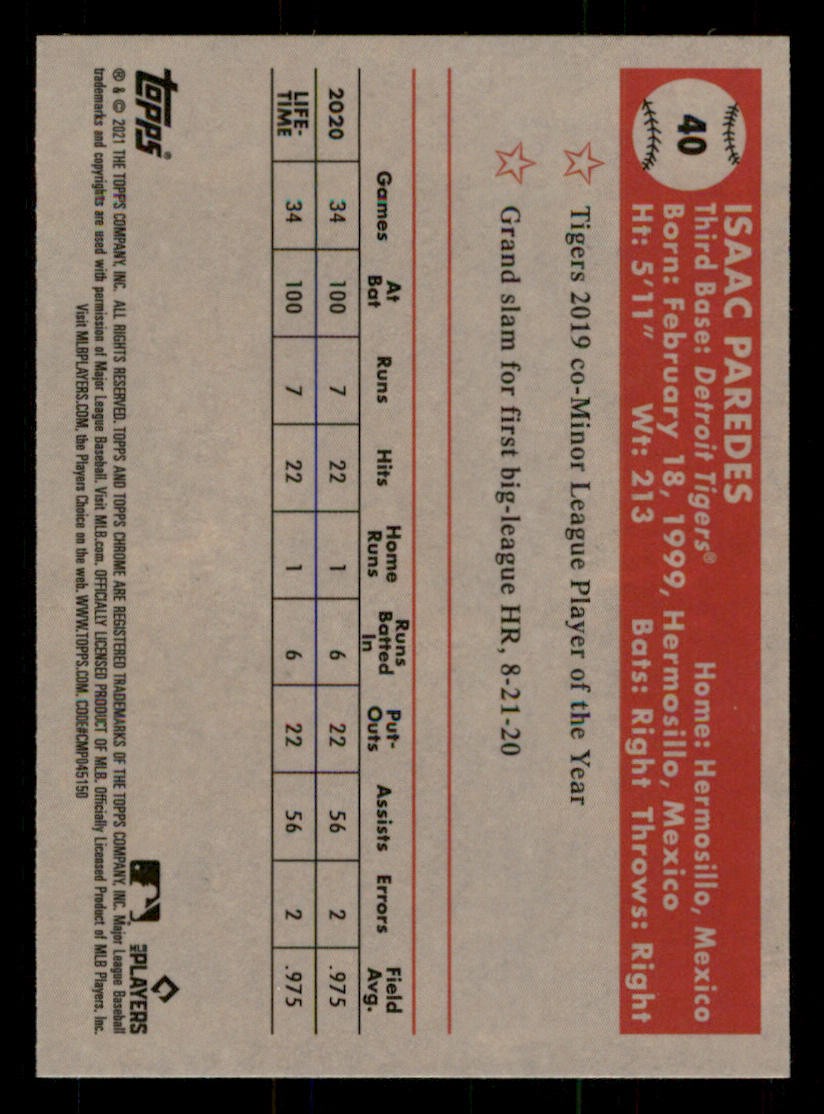 40
ISAAC PAREDES
Third Base: Detroit Tigers® Home: Hermosillo, Mexico
Born: February 18, 1999, Hermosillo, Mexico
Ht: 5'11" Wt: 213 Bats: Right Throws: Right
Tigers 2019 co-Minor League Player of the Year
Grand slam for first big-league HR, 8-21-20
Games At Bat Runs Hits Home Runs Runs Batted In Put-Outs Assists Errors Field Avg.
2020 34 100 7 22 1 6 22 56 2 .975
LIFE-TIME 34 100 7 22 1 6 22 56 2 .975
topps®
MLB PLAYERS
® & © 2021 THE TOPPS COMPANY, INC. ALL RIGHTS RESERVED. TOPPS AND TOPPS CHROME ARE REGISTERED TRADEMARKS OF THE TOPPS COMPANY, INC. Major League Baseball
trademarks and copyrights are used with permission of Major League Baseball. Visit MLB.com. OFFICIALLY LICENSED PRODUCT OF MLB. Officially Licensed Product of MLB Players, Inc.
Visit MLBPLAYERS.COM, the Players Choice on the web. WWW.TOPPS.COM. CODE#CMP045150